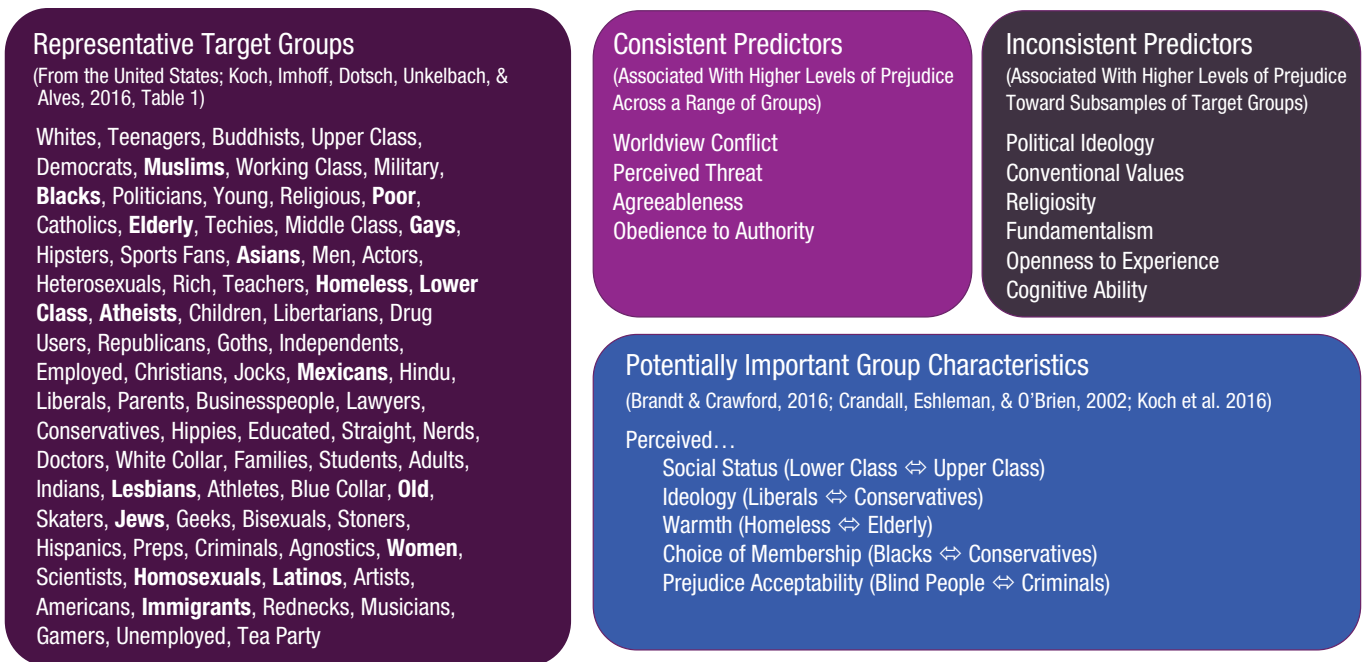 Representative Target Groups
(From the United States; Koch, Imhoff, Dotsch, Unkelbach, &
Alves, 2016, Table 1)
Whites, Teenagers, Buddhists, Upper Class,
Democrats, Muslims, Working Class, Military,
Blacks, Politicians, Young, Religious, Poor,
Catholics, Elderly, Techies, Middle Class, Gays,
Hipsters, Sports Fans, Asians, Men, Actors,
Heterosexuals, Rich, Teachers, Homeless, Lower
Class, Atheists, Children, Libertarians, Drug
Users, Republicans, Goths, Independents,
Employed, Christians, Jocks, Mexicans, Hindu,
Liberals, Parents, Businesspeople, Lawyers,
Conservatives, Hippies, Educated, Straight, Nerds,
Doctors, White Collar, Families, Students, Adults,
Indians, Lesbians, Athletes, Blue Collar, Old,
Skaters, Jews, Geeks, Bisexuals, Stoners,
Hispanics, Preps, Criminals, Agnostics, Women,
Scientists, Homosexuals, Latinos, Artists,
Americans, Immigrants, Rednecks, Musicians,
Gamers, Unemployed, Tea Party
Consistent Predictors
(Associated With Higher Levels of Prejudice
Across a Range of Groups)
Worldview Conflict
Perceived Threat
Agreeableness
Obedience to Authority
Inconsistent Predictors
(Associated With Higher Levels of Prejudice
Toward Subsamples of Target Groups)
Political Ideology
Conventional Values
Religiosity
Fundamentalism
Openness to Experience
Cognitive Ability
Potentially Important Group Characteristics
(Brandt & Crawford, 2016; Crandall, Eshleman, & O'Brien, 2002; Koch et al. 2016)
Perceived…
Social Status (Lower Class ⇔ Upper Class)
Ideology (Liberals ⇔ Conservatives)
Warmth (Homeless ⇔ Elderly)
Choice of Membership (Blacks ⇔ Conservatives)
Prejudice Acceptability (Blind People ⇔ Criminals)